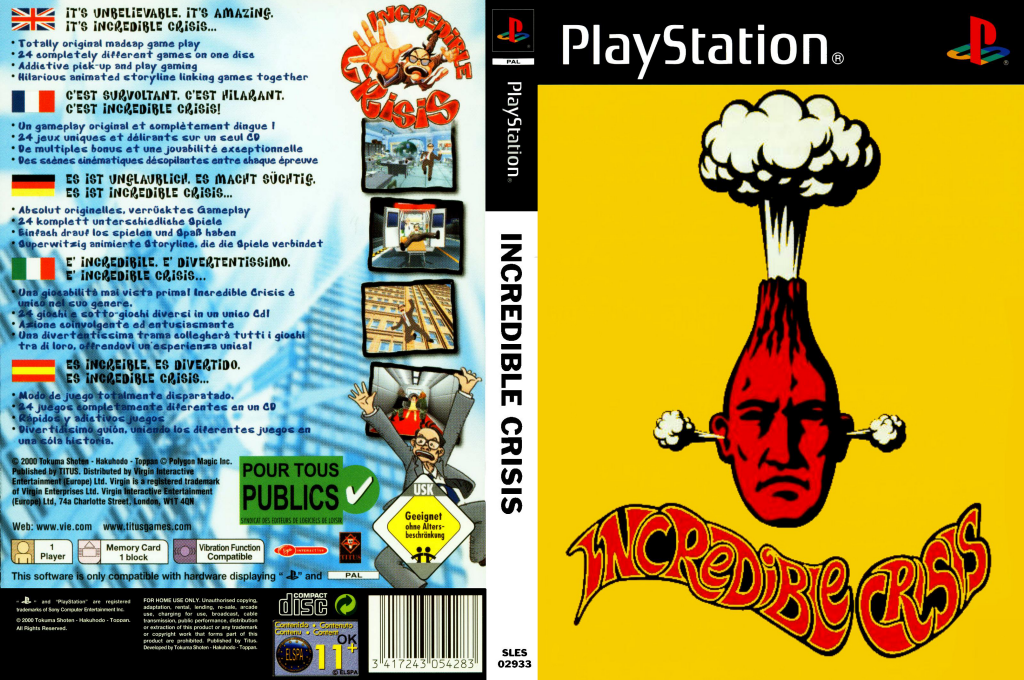 IT'S UNBELIEVABLE. IT'S AMAZING.
IT'S INCREDIBLE CRISIS...
• Totally original madcap game play
• 24 completely different games on one disc
• Addictive pick-up and play gaming
• Hilarious animated storyline linking games together
C'EST SURVOLTANT. C'EST HILARANT.
C'EST INCREDIBLE CRISIS!
• Un gameplay original et complètement dingue !
• 24 jeux uniques et délirants sur un seul CD
• De multiples bonus et une jouabilité exceptionnelle
• Des scènes cinématiques désopilantes entre chaque épreuve
ES IST UNGLAUBLICH. ES MACHT SÜCHTIG.
ES IST INCREDIBLE CRISIS...
• Absolut originelles, verrücktes Gameplay
• 24 komplett unterschiedliche Spiele
• Einfach drauf los spielen und Spaß haben
• Superwitzig animierte Storyline, die die Spiele verbindet
E' INCREDIBILE. E' DIVERTENTISSIMO.
E' INCREDIBLE CRISIS...
• Una giocabilità mai vista prima! Incredible Crisis è
unico nel suo genere.
• 24 giochi e sotto-giochi diversi in un unico Cd!
• Azione coinvolgente ed entusiasmante
• Una divertentissima trama collegherà tutti i giochi
tra di loro, offrendovi un'esperienza unica!
ES INCREIBLE. ES DIVERTIDO.
ES INCREDIBLE CRISIS...
• Modo de juego totalmente disparatado.
• 24 juegos completamente diferentes en un CD
• Rápidos y adictivos juegos
• Divertidísimo guión, uniendo los diferentes juegos en
una sóla historia.
INCREDIBLE
CRISIS
© 2000 Tokuma Shoten - Hakuhodo - Toppan © Polygon Magic Inc.
Published by TITUS. Distributed by Virgin Interactive
Entertainment (Europe) Ltd. Virgin is a registered trademark
of Virgin Enterprises Ltd. Virgin Interactive Entertainment
(Europe) Ltd, 74a Charlotte Street, London, W1T 4QN
Web: www.vie.com www.titusgames.com
POUR TOUS
PUBLICS
SYNDICAT DES EDITEURS DE LOGICIELS DE LOISIR
USK
Geeignet
ohne Alters-
beschränkung
1
Player
Memory Card
1 block
Vibration Function
Compatible
This software is only compatible with hardware displaying " " and PAL
" " and "PlayStation" are registered
trademarks of Sony Computer Entertainment Inc.
© 2000 Tokuma Shoten - Hakuhodo - Toppan.
All Rights Reserved.
FOR HOME USE ONLY. Unauthorised copying,
adaptation, rental, lending, re-sale, arcade
use, charging for use, broadcast, cable
transmission, public performance, distribution
or extraction of this product or any trademark
or copyright work that forms part of this
product are prohibited. Published by Titus.
Developed by Tokuma Shoten - Hakuhodo - Toppan.
COMPACT
disc
Contenido • Conteúdo
Contenu • Content
OK
ELSPA
11+
© ELSPA
3 417243 054283
PAL
PlayStation®
INCREDIBLE CRISIS
SLES
02933
PlayStation®
INCREDIBLE CRISIS